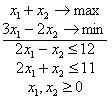 x₁ + x₂ → max
3x₁ − 2x₂ → min
2x₁ − x₂ ≤ 12
2x₁ + x₂ ≤ 11
x₁, x₂ ≥ 0